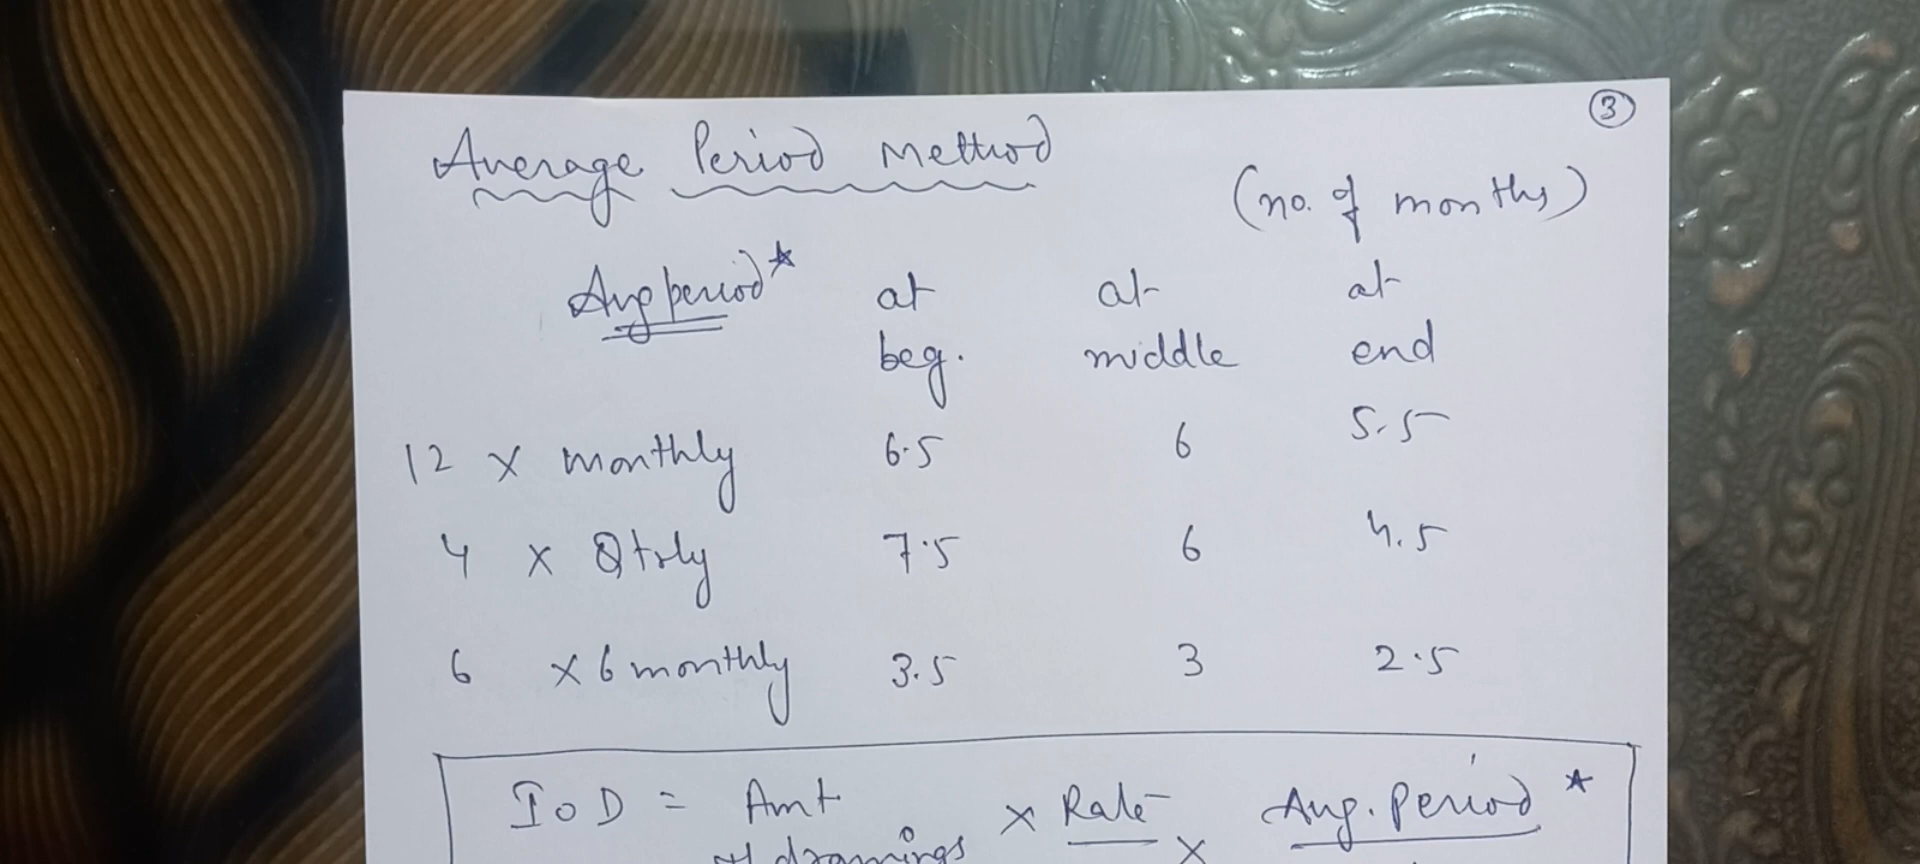 3
Average Period Method
(no. of months)
Avg period* at at at
beg. middle end
12 x monthly 6.5 6 5.5
4 x Qtrly 7.5 6 4.5
6 x 6 monthly 3.5 3 2.5
IoD = Amt x Rate x Avg. Period *
of drawings